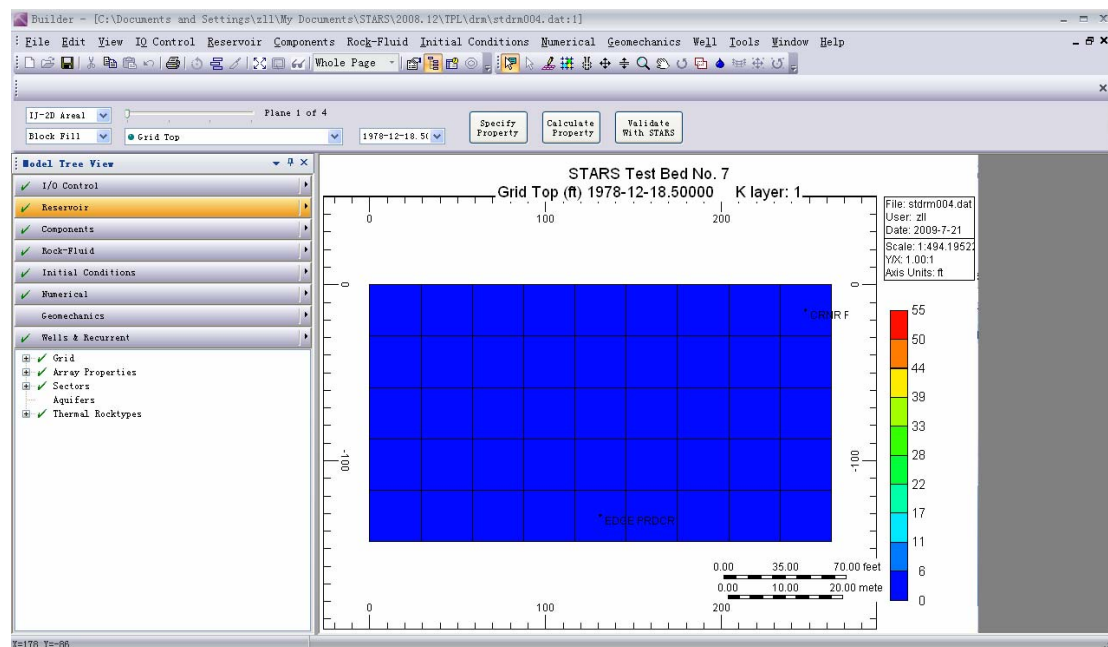 Builder - [C:\Documents and Settings\zll\My Documents\STARS\2008.12\TPL\drm\stdrm004.dat:1]
File Edit View IO Control Reservoir Components Rock-Fluid Initial Conditions Numerical Geomechanics Well Tools Window Help
Whole Page
IJ-2D Areal
Plane 1 of 4
Block Fill
Grid Top
1978-12-18.5(
Specify Property
Calculate Property
Validate With STARS
Model Tree View
I/O Control
Reservoir
Components
Rock-Fluid
Initial Conditions
Numerical
Geomechanics
Wells & Recurrent
Grid
Array Properties
Sectors
Aquifers
Thermal Rocktypes
STARS Test Bed No. 7
Grid Top (ft) 1978-12-18.50000 K layer: 1
0 100 200
File: stdrm004.dat
User: zll
Date: 2009-7-21
Scale: 1:494.1952
Y/X: 1.00:1
Axis Units: ft
0
0
CRNR F
-100
-100
EDGE PRDCR
55
50
44
39
33
28
22
17
11
6
0
0.00 35.00 70.00 feet
0.00 10.00 20.00 mete
0 100 200
X=178 Y=-86